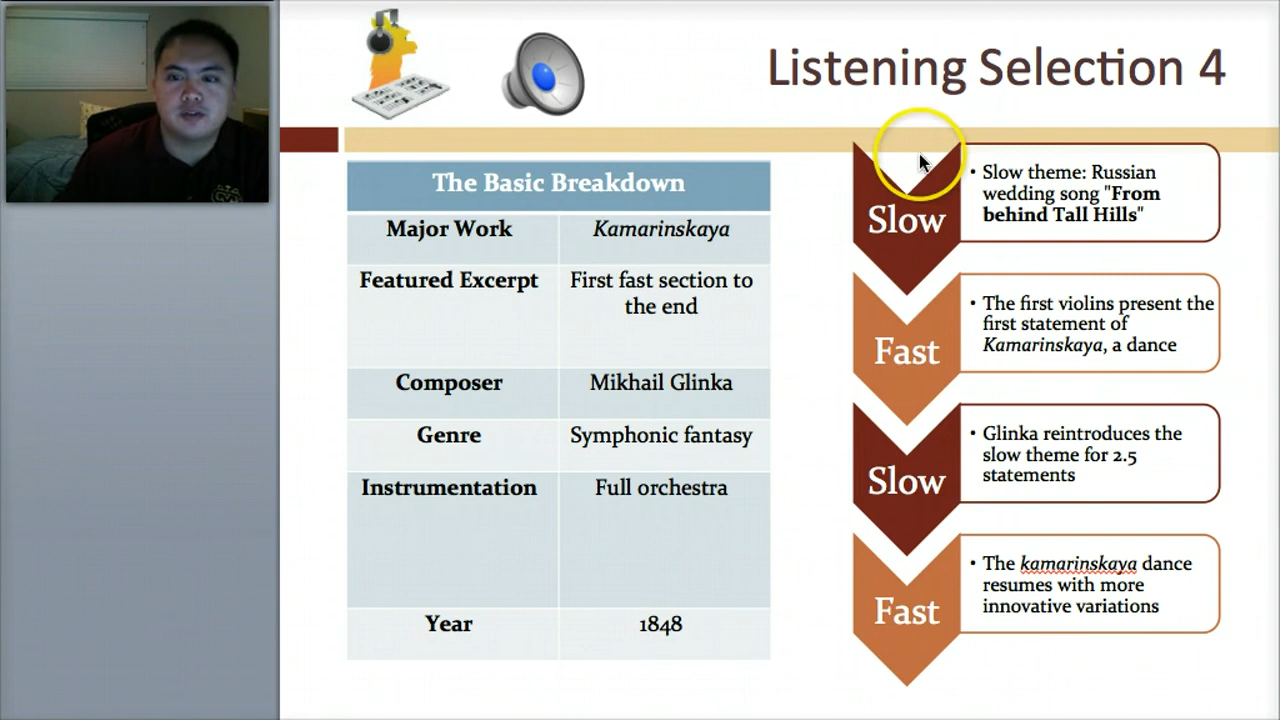 Listening Selection 4
The Basic Breakdown
Major Work Kamarinskaya
Featured Excerpt First fast section to
the end
Composer Mikhail Glinka
Genre Symphonic fantasy
Instrumentation Full orchestra
Year 1848
Slow
• Slow theme: Russian
wedding song "From
behind Tall Hills"
Fast
• The first violins present the
first statement of
Kamarinskaya, a dance
Slow
• Glinka reintroduces the
slow theme for 2.5
statements
Fast
• The kamarinskaya dance
resumes with more
innovative variations